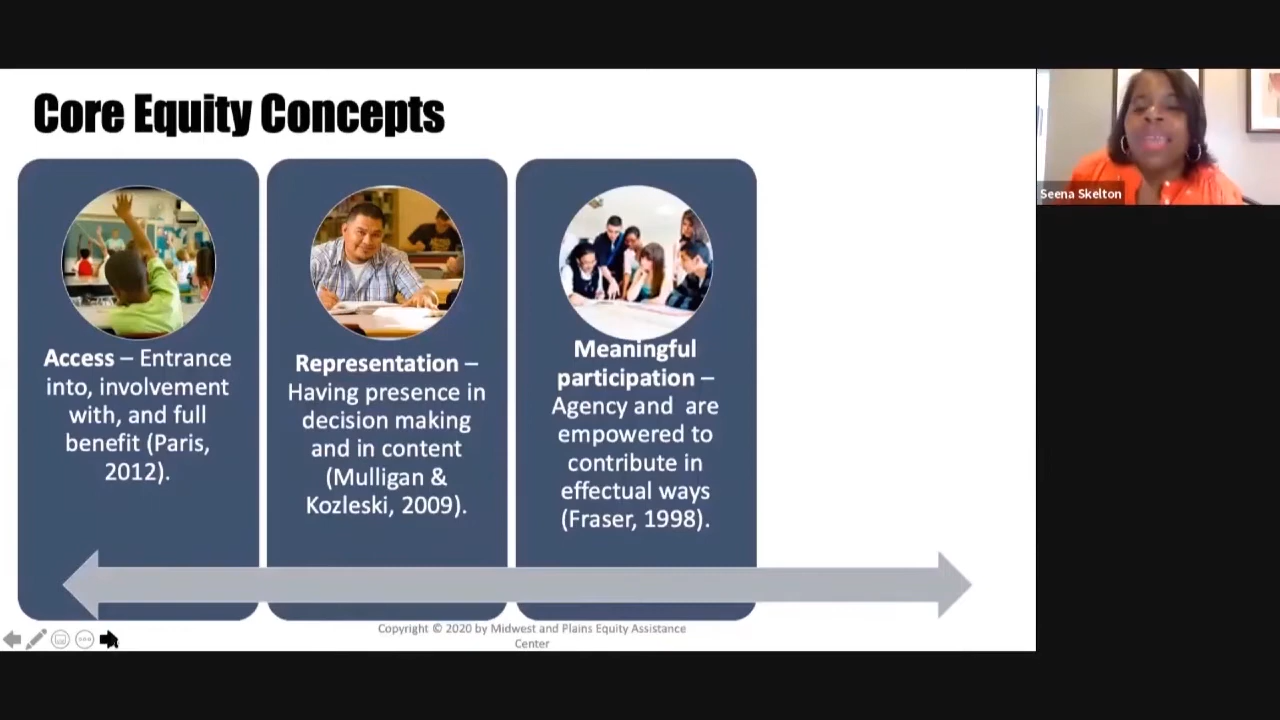 Core Equity Concepts
Seena Skelton
Access – Entrance
into, involvement
with, and full
benefit (Paris,
2012).
Representation –
Having presence in
decision making
and in content
(Mulligan &
Kozleski, 2009).
Meaningful
participation –
Agency and are
empowered to
contribute in
effectual ways
(Fraser, 1998).
Copyright © 2020 by Midwest and Plains Equity Assistance
Center